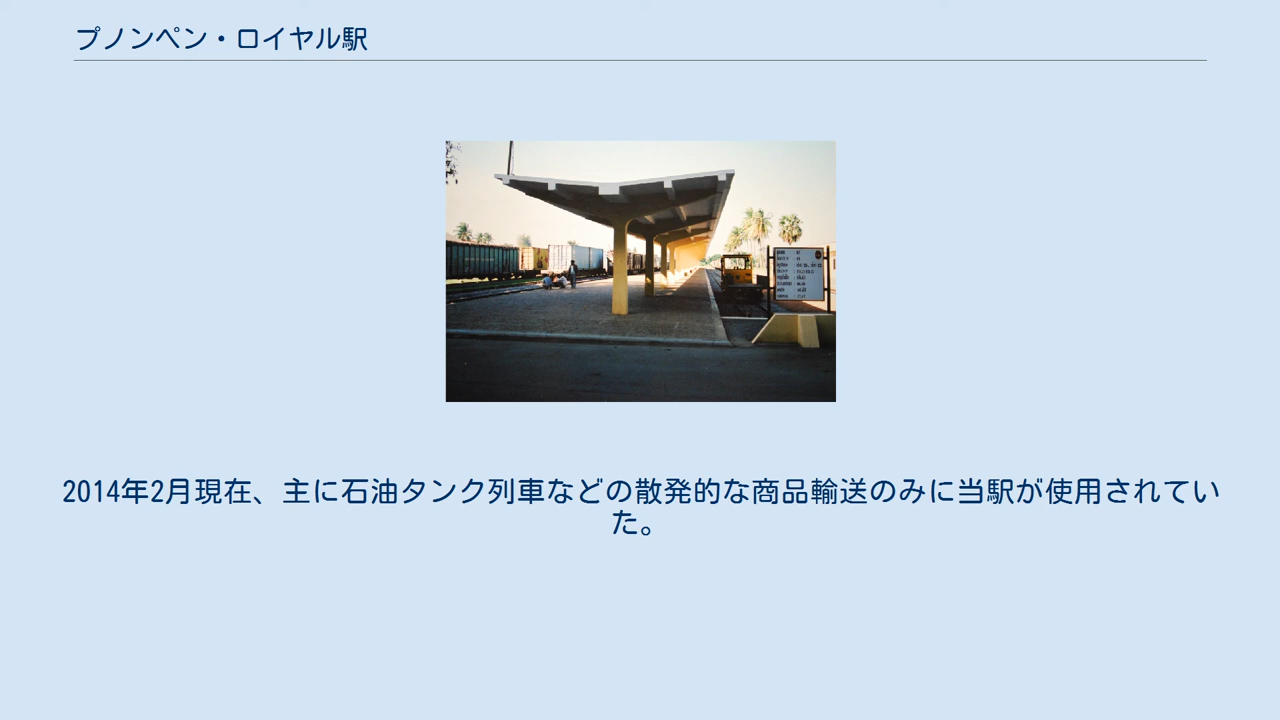 プノンペン・ロイヤル駅
2014年2月現在、主に石油タンク列車などの散発的な商品輸送のみに当駅が使用されてい
た。